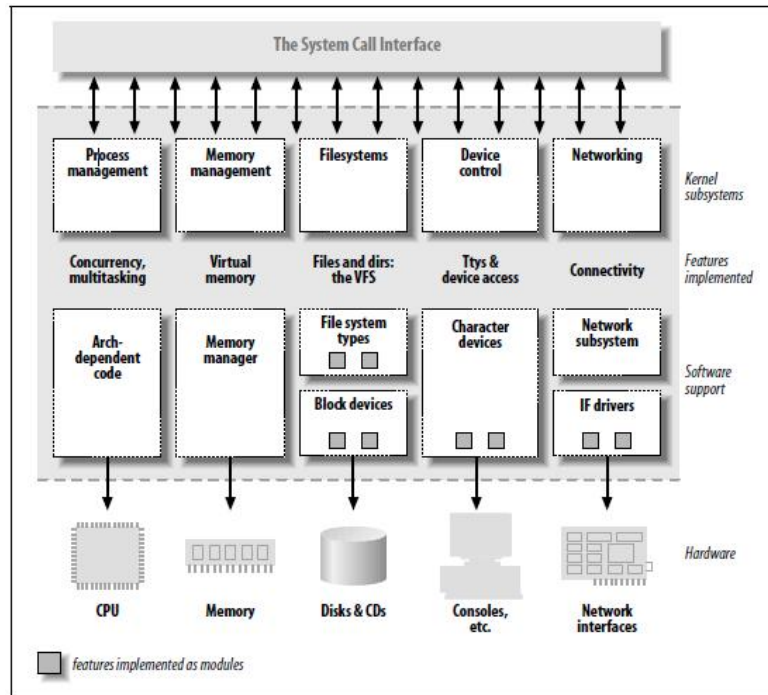 The System Call Interface
Process
management
Memory
management
Filesystems
Device
control
Networking
Kernel
subsystems
Concurrency,
multitasking
Virtual
memory
Files and dirs:
the VFS
Ttys &
device access
Connectivity
Features
implemented
Arch-
dependent
code
Memory
manager
File system
types
Character
devices
Network
subsystem
Software
support
Block devices
IF drivers
Hardware
CPU
Memory
Disks & CDs
Consoles,
etc.
Network
interfaces
features implemented as modules